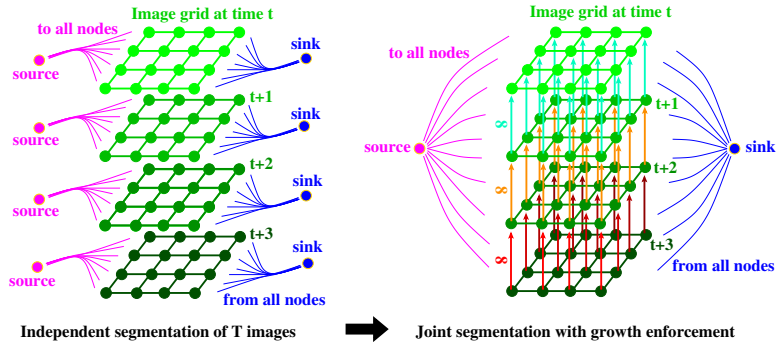 Image grid at time t
to all nodes
source
sink
t+1
source
sink
t+2
source
sink
t+3
source
sink
from all nodes
Independent segmentation of T images
Image grid at time t
to all nodes
t+1
∞
source
sink
t+2
∞
t+3
∞
from all nodes
Joint segmentation with growth enforcement